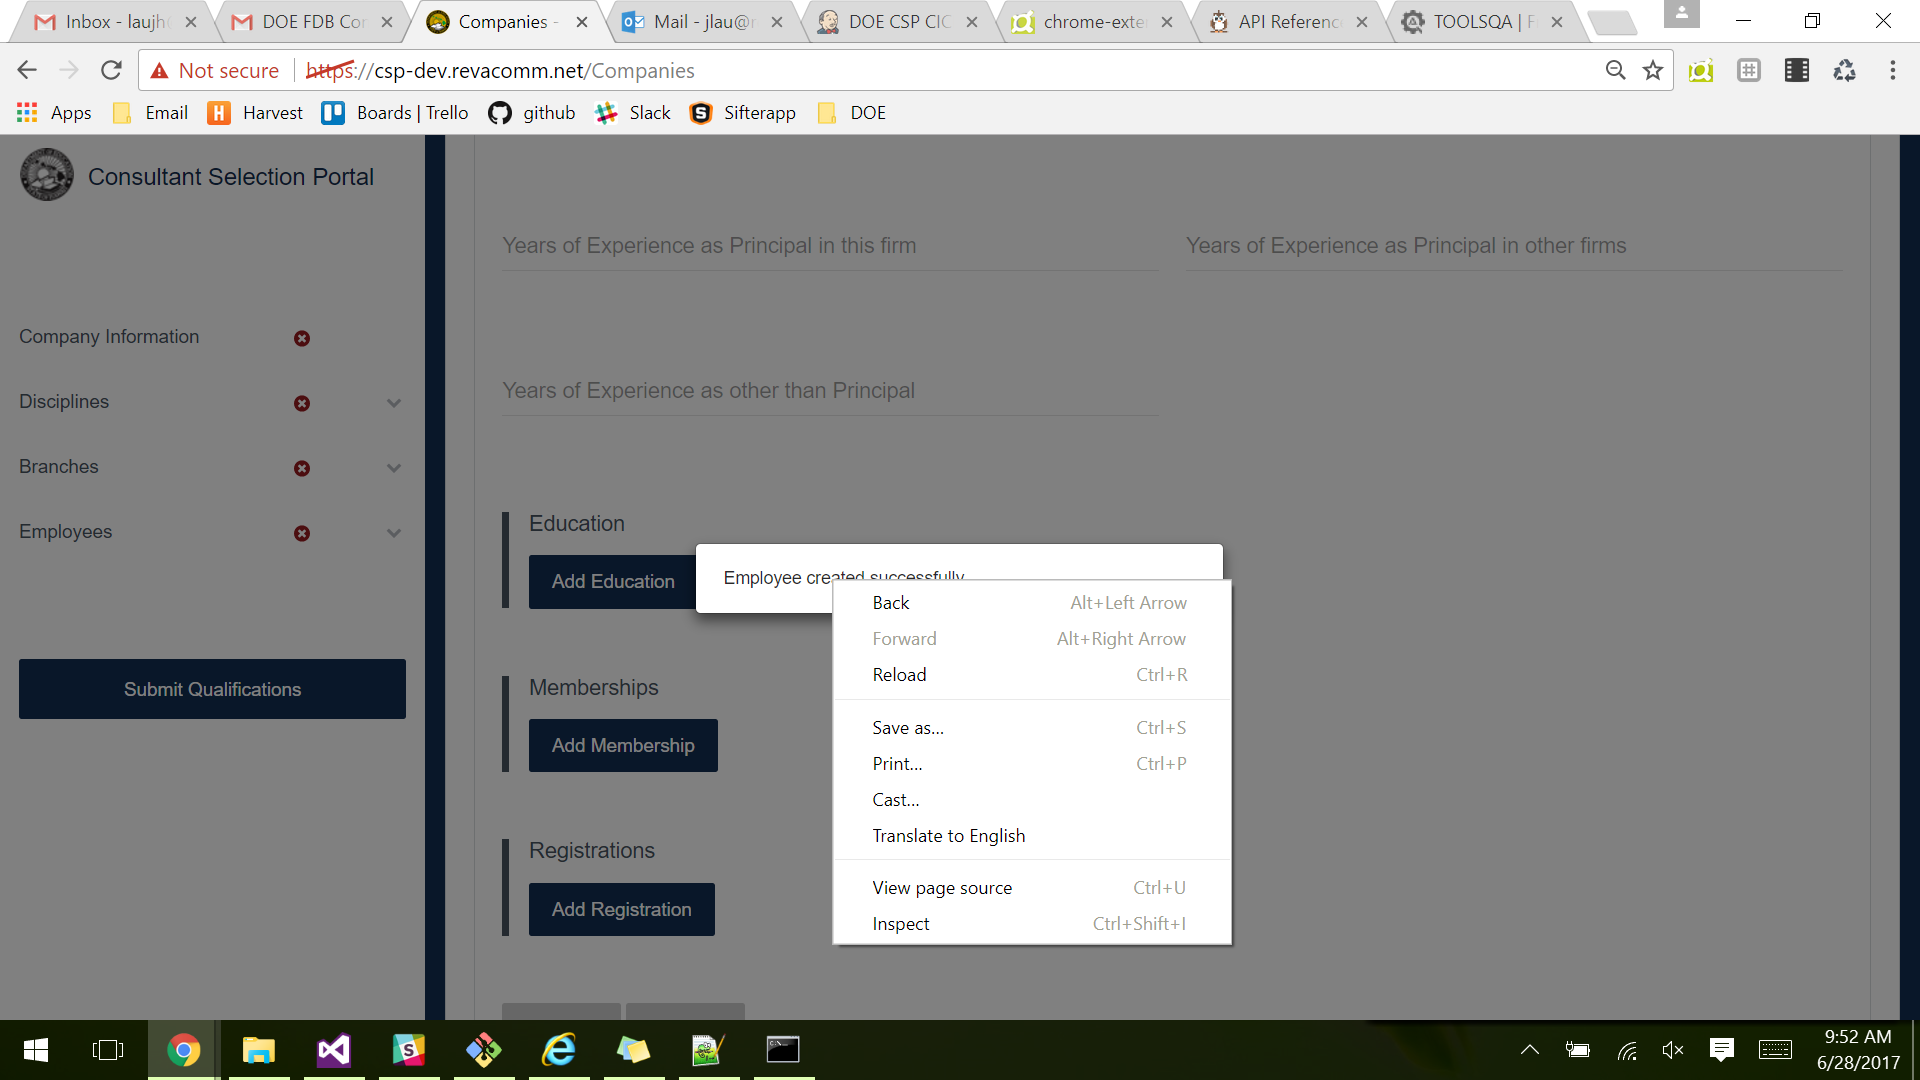 Inbox - laujh
DOE FDB Cor
Companies -
Mail - jlau@r
DOE CSP CIC
chrome-exte
API Referenc
TOOLSQA | F
Not secure
https://csp-dev.revacomm.net/Companies
Apps
Email
Harvest
Boards | Trello
github
Slack
Sifterapp
DOE
Consultant Selection Portal
Years of Experience as Principal in this firm
Years of Experience as Principal in other firms
Company Information
Years of Experience as other than Principal
Disciplines
Branches
Employees
Education
Add Education
Employee created successfully
Back Alt+Left Arrow
Forward Alt+Right Arrow
Reload Ctrl+R
Save as... Ctrl+S
Print... Ctrl+P
Cast...
Translate to English
View page source Ctrl+U
Inspect Ctrl+Shift+I
Memberships
Add Membership
Submit Qualifications
Registrations
Add Registration
9:52 AM
6/28/2017